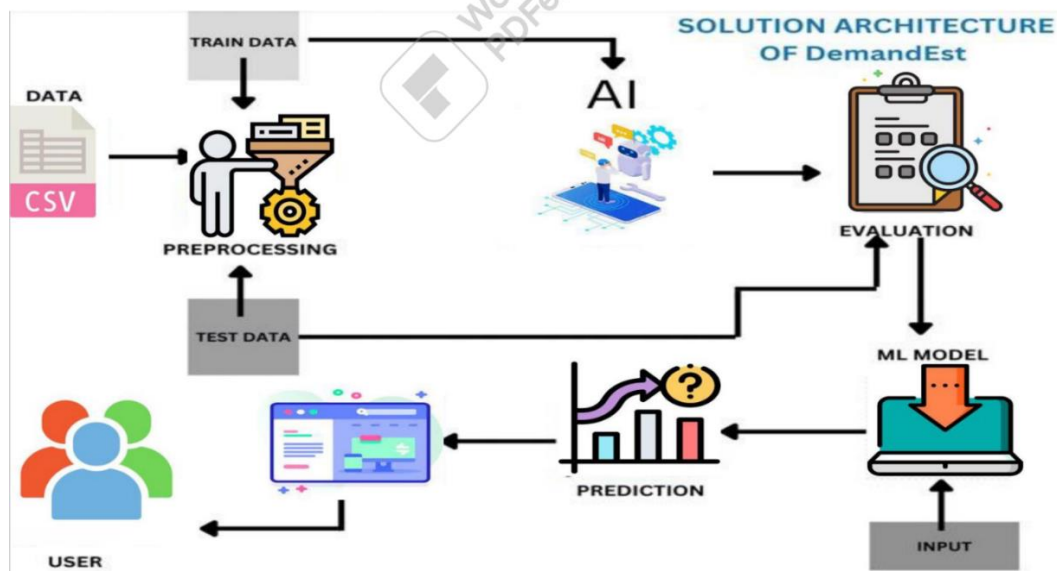 SOLUTION ARCHITECTURE
OF DemandEst
TRAIN DATA
AI
DATA
CSV
PREPROCESSING
EVALUATION
TEST DATA
ML MODEL
...
?
PREDICTION
INPUT
USER